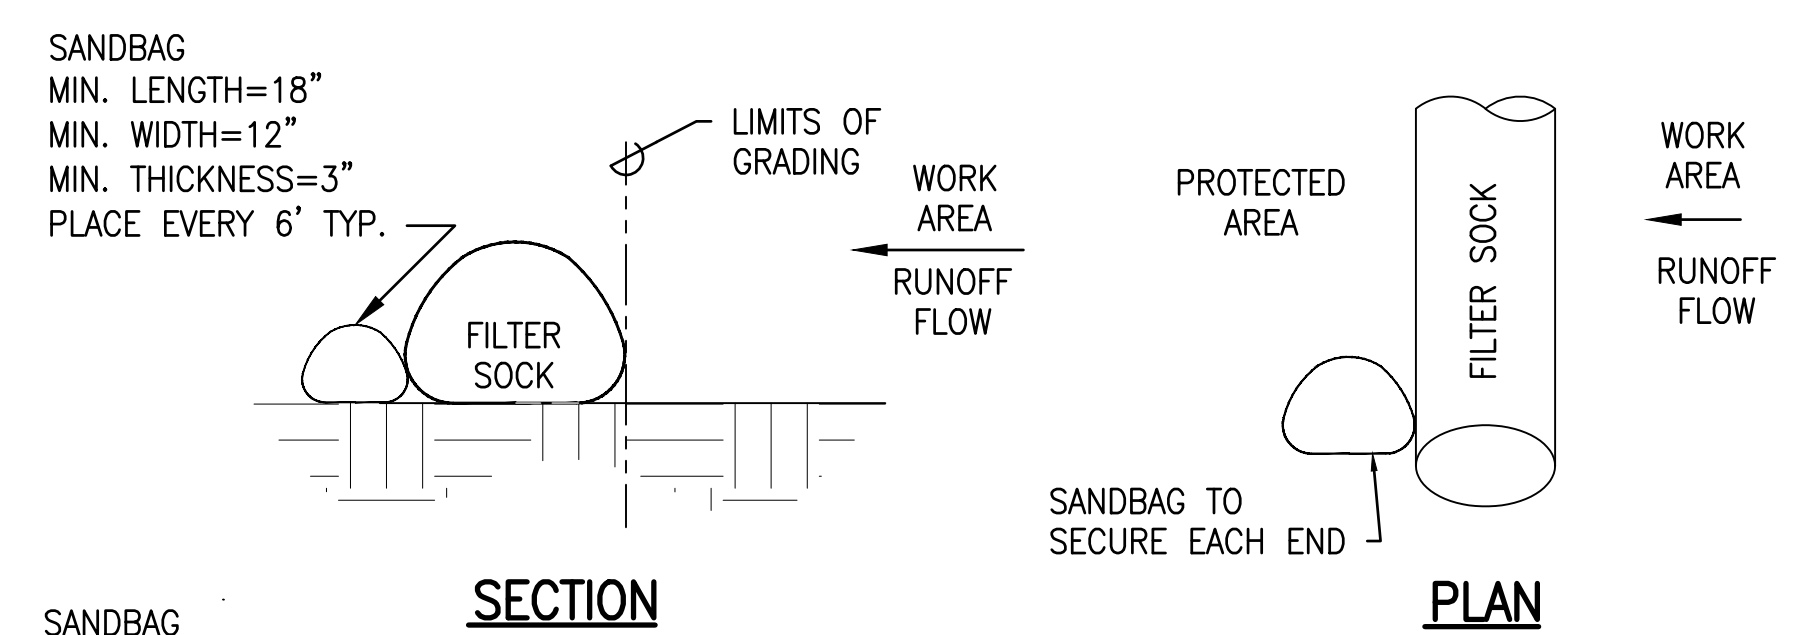 SANDBAG
MIN. LENGTH=18”
MIN. WIDTH=12”
MIN. THICKNESS=3”
PLACE EVERY 6’ TYP.
LIMITS OF
GRADING
WORK
AREA
RUNOFF
FLOW
FILTER
SOCK
SECTION
PROTECTED
AREA
FILTER SOCK
WORK
AREA
RUNOFF
FLOW
SANDBAG TO
SECURE EACH END
PLAN
SANDBAG